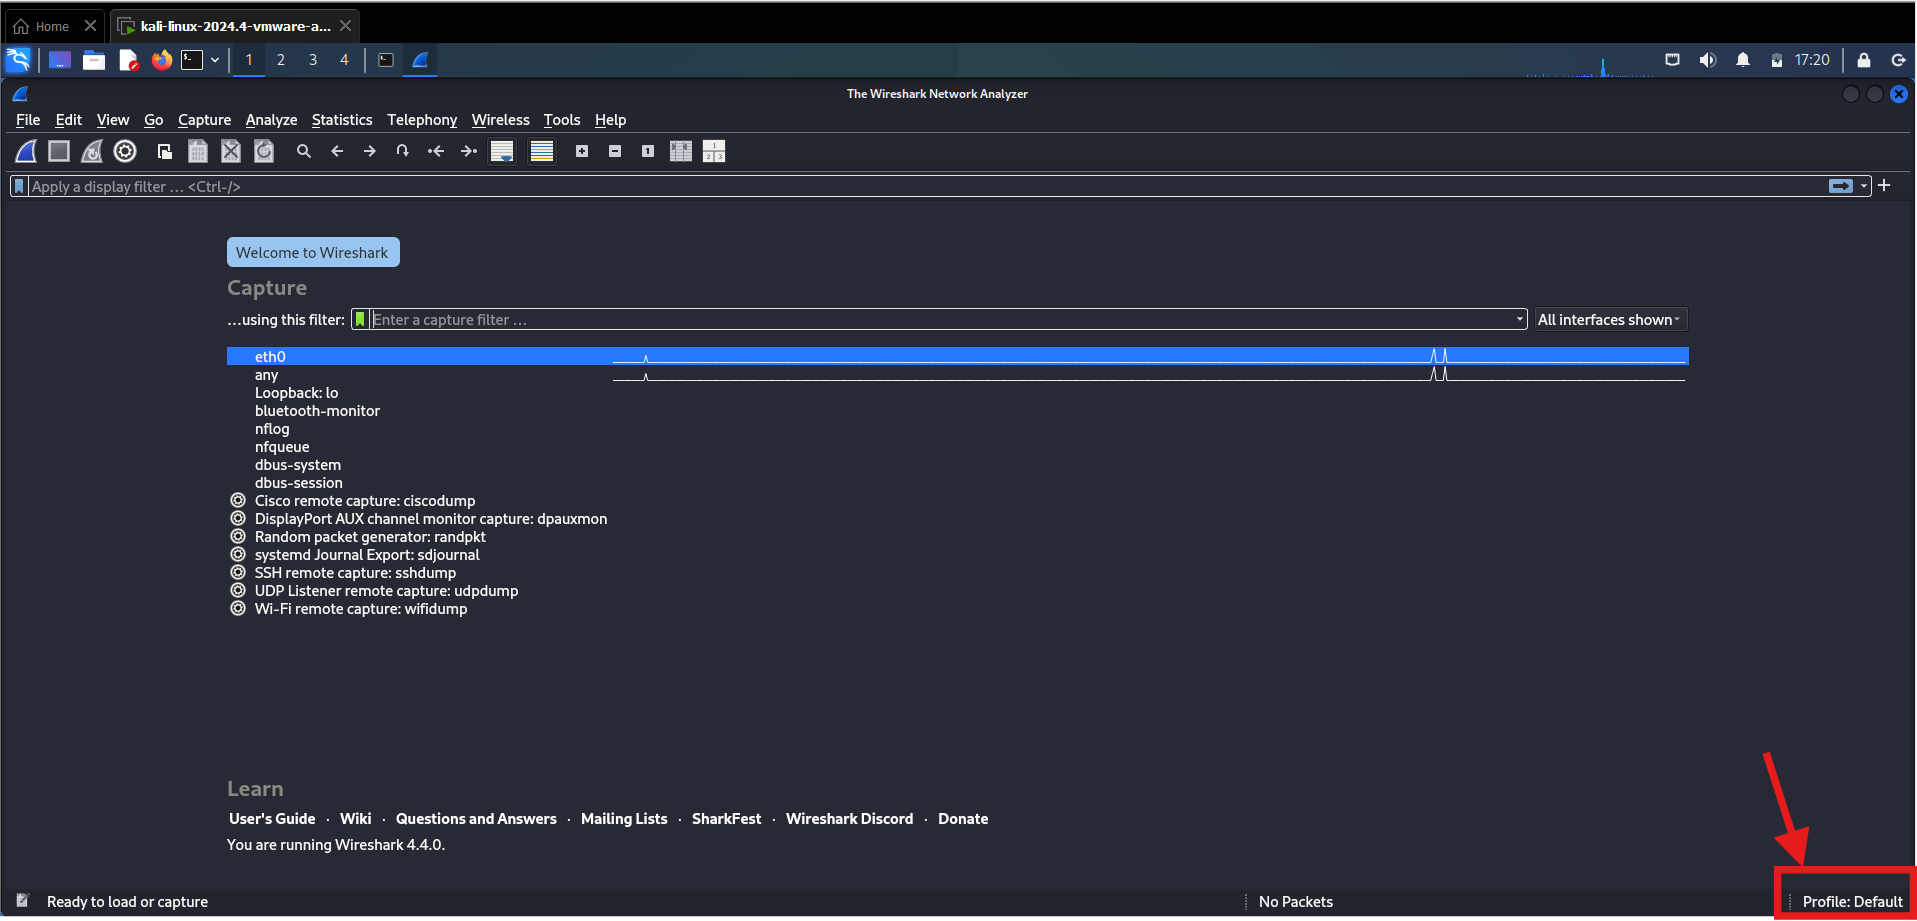 Home kali-linux-2024.4-vmware-a...
1 2 3 4 17:20
The Wireshark Network Analyzer
File Edit View Go Capture Analyze Statistics Telephony Wireless Tools Help
Apply a display filter … <Ctrl-/>
Welcome to Wireshark
Capture
…using this filter: Enter a capture filter … All interfaces shown
eth0
any
Loopback: lo
bluetooth-monitor
nflog
nfqueue
dbus-system
dbus-session
Cisco remote capture: ciscodump
DisplayPort AUX channel monitor capture: dpauxmon
Random packet generator: randpkt
systemd Journal Export: sdjournal
SSH remote capture: sshdump
UDP Listener remote capture: udpdump
Wi-Fi remote capture: wifidump
Learn
User's Guide · Wiki · Questions and Answers · Mailing Lists · SharkFest · Wireshark Discord · Donate
You are running Wireshark 4.4.0.
Ready to load or capture No Packets Profile: Default